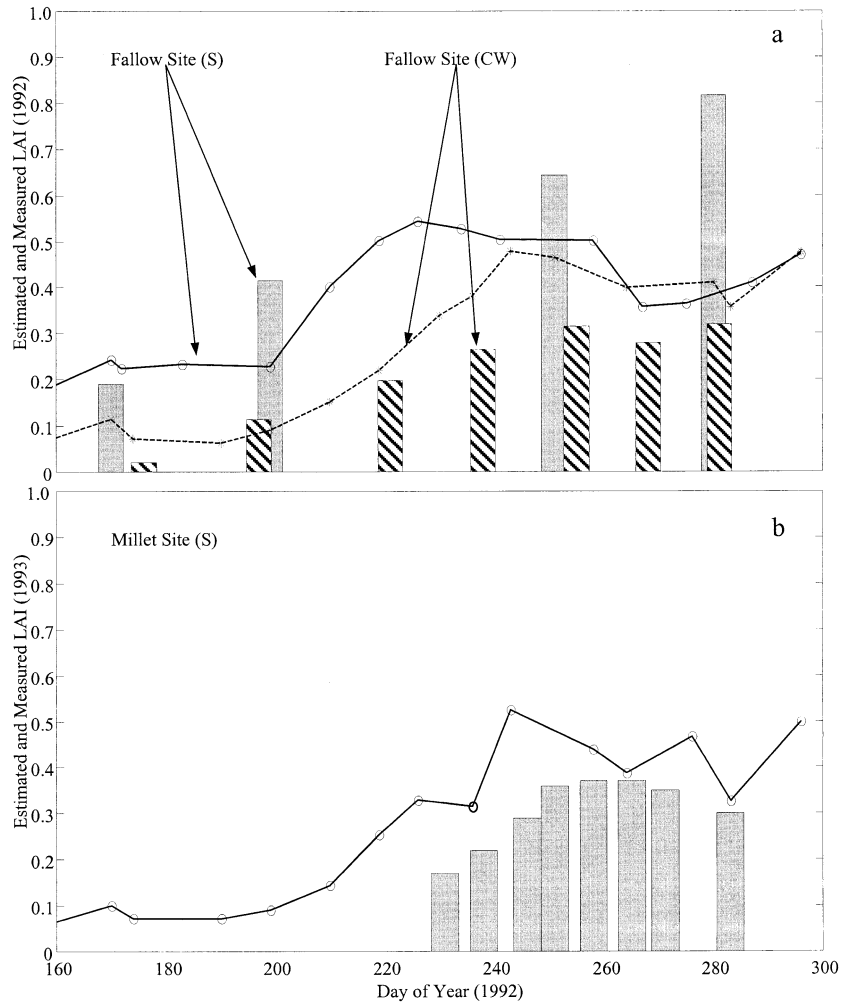 1.0
a
0.9
Fallow Site (S)
Fallow Site (CW)
0.8
0.7
0.6
0.5
0.4
0.3
0.2
0.1
0
Estimated and Measured LAI (1992)
1.0
b
0.9
Millet Site (S)
0.8
0.7
0.6
0.5
0.4
0.3
0.2
0.1
0
Estimated and Measured LAI (1993)
160 180 200 220 240 260 280 300
Day of Year (1992)